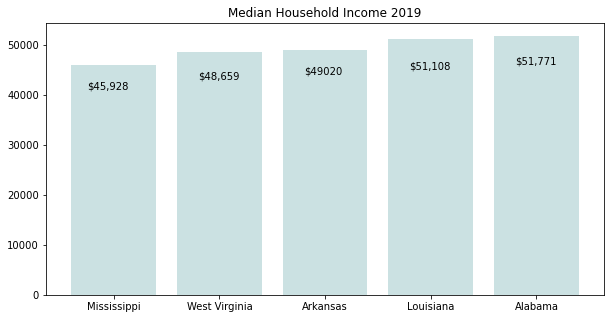 Median Household Income 2019
50000
40000
30000
20000
10000
0
$45,928
$48,659
$49020
$51,108
$51,771
Mississippi
West Virginia
Arkansas
Louisiana
Alabama